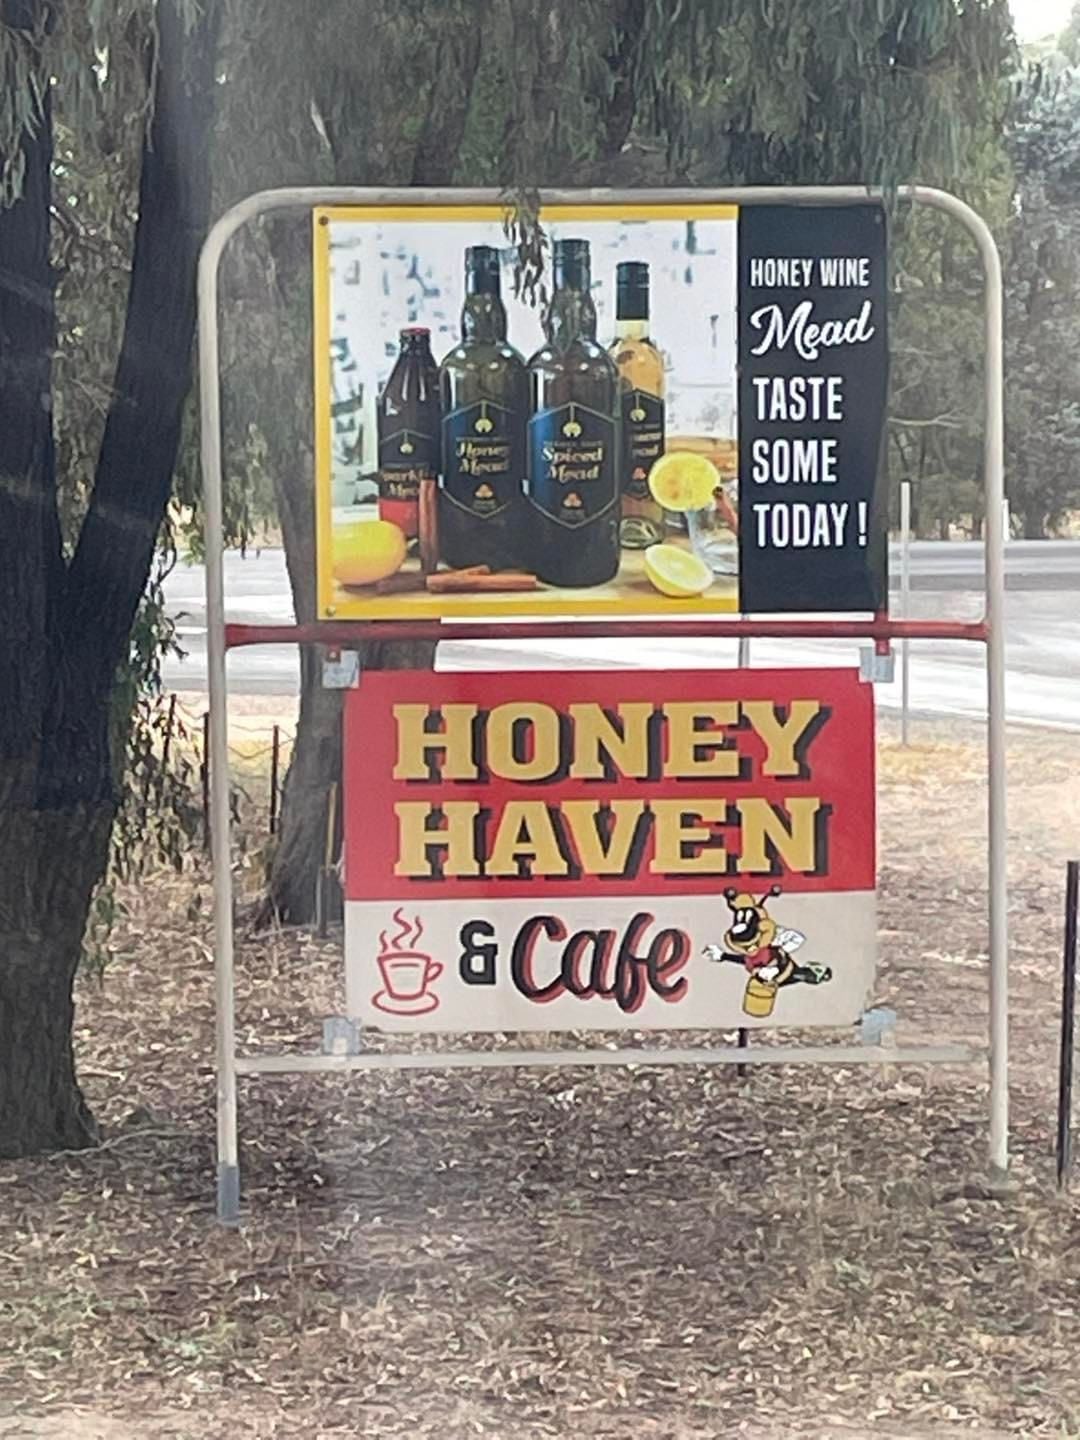 HONEY WINE
Mead
TASTE
SOME
TODAY!
Honey
Mead
Spiced
Mead
HONEY
HAVEN
& Cafe